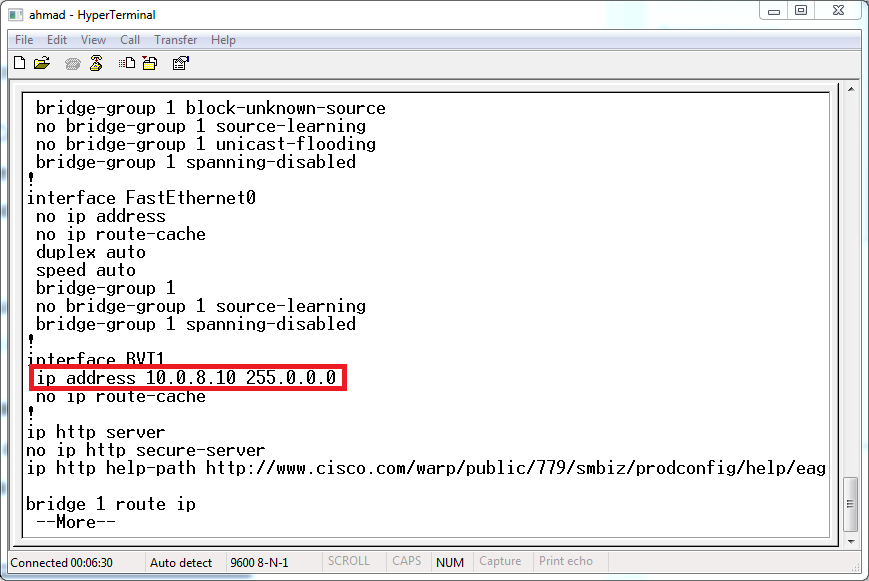 ahmad - HyperTerminal
File Edit View Call Transfer Help
bridge-group 1 block-unknown-source
no bridge-group 1 source-learning
no bridge-group 1 unicast-flooding
bridge-group 1 spanning-disabled
!
interface FastEthernet0
no ip address
no ip route-cache
duplex auto
speed auto
bridge-group 1
no bridge-group 1 source-learning
bridge-group 1 spanning-disabled
!
interface BVI1
ip address 10.0.8.10 255.0.0.0
no ip route-cache
!
ip http server
no ip http secure-server
ip http help-path http://www.cisco.com/warp/public/779/smbiz/prodconfig/help/eag
bridge 1 route ip
--More--
Connected 00:06:30 Auto detect 9600 8-N-1 SCROLL CAPS NUM Capture Print echo